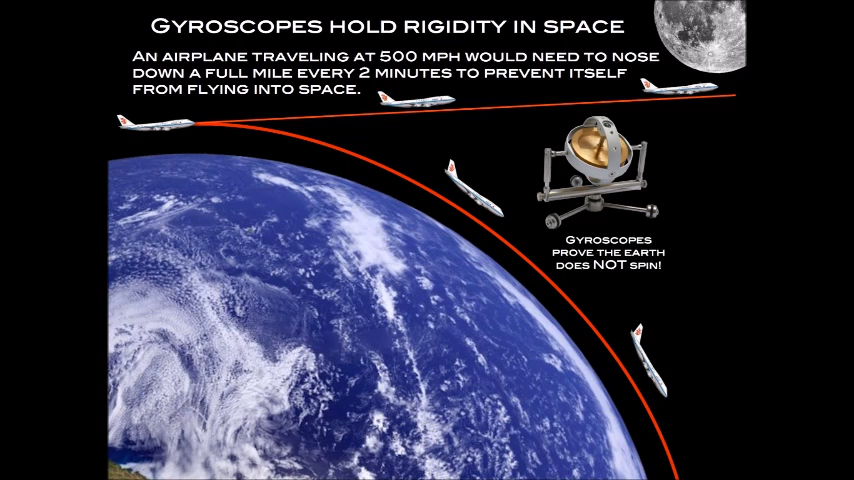 Gyroscopes hold rigidity in space
An airplane traveling at 500 mph would need to nose
down a full mile every 2 minutes to prevent itself
from flying into space.
Gyroscopes
prove the earth
does NOT spin!